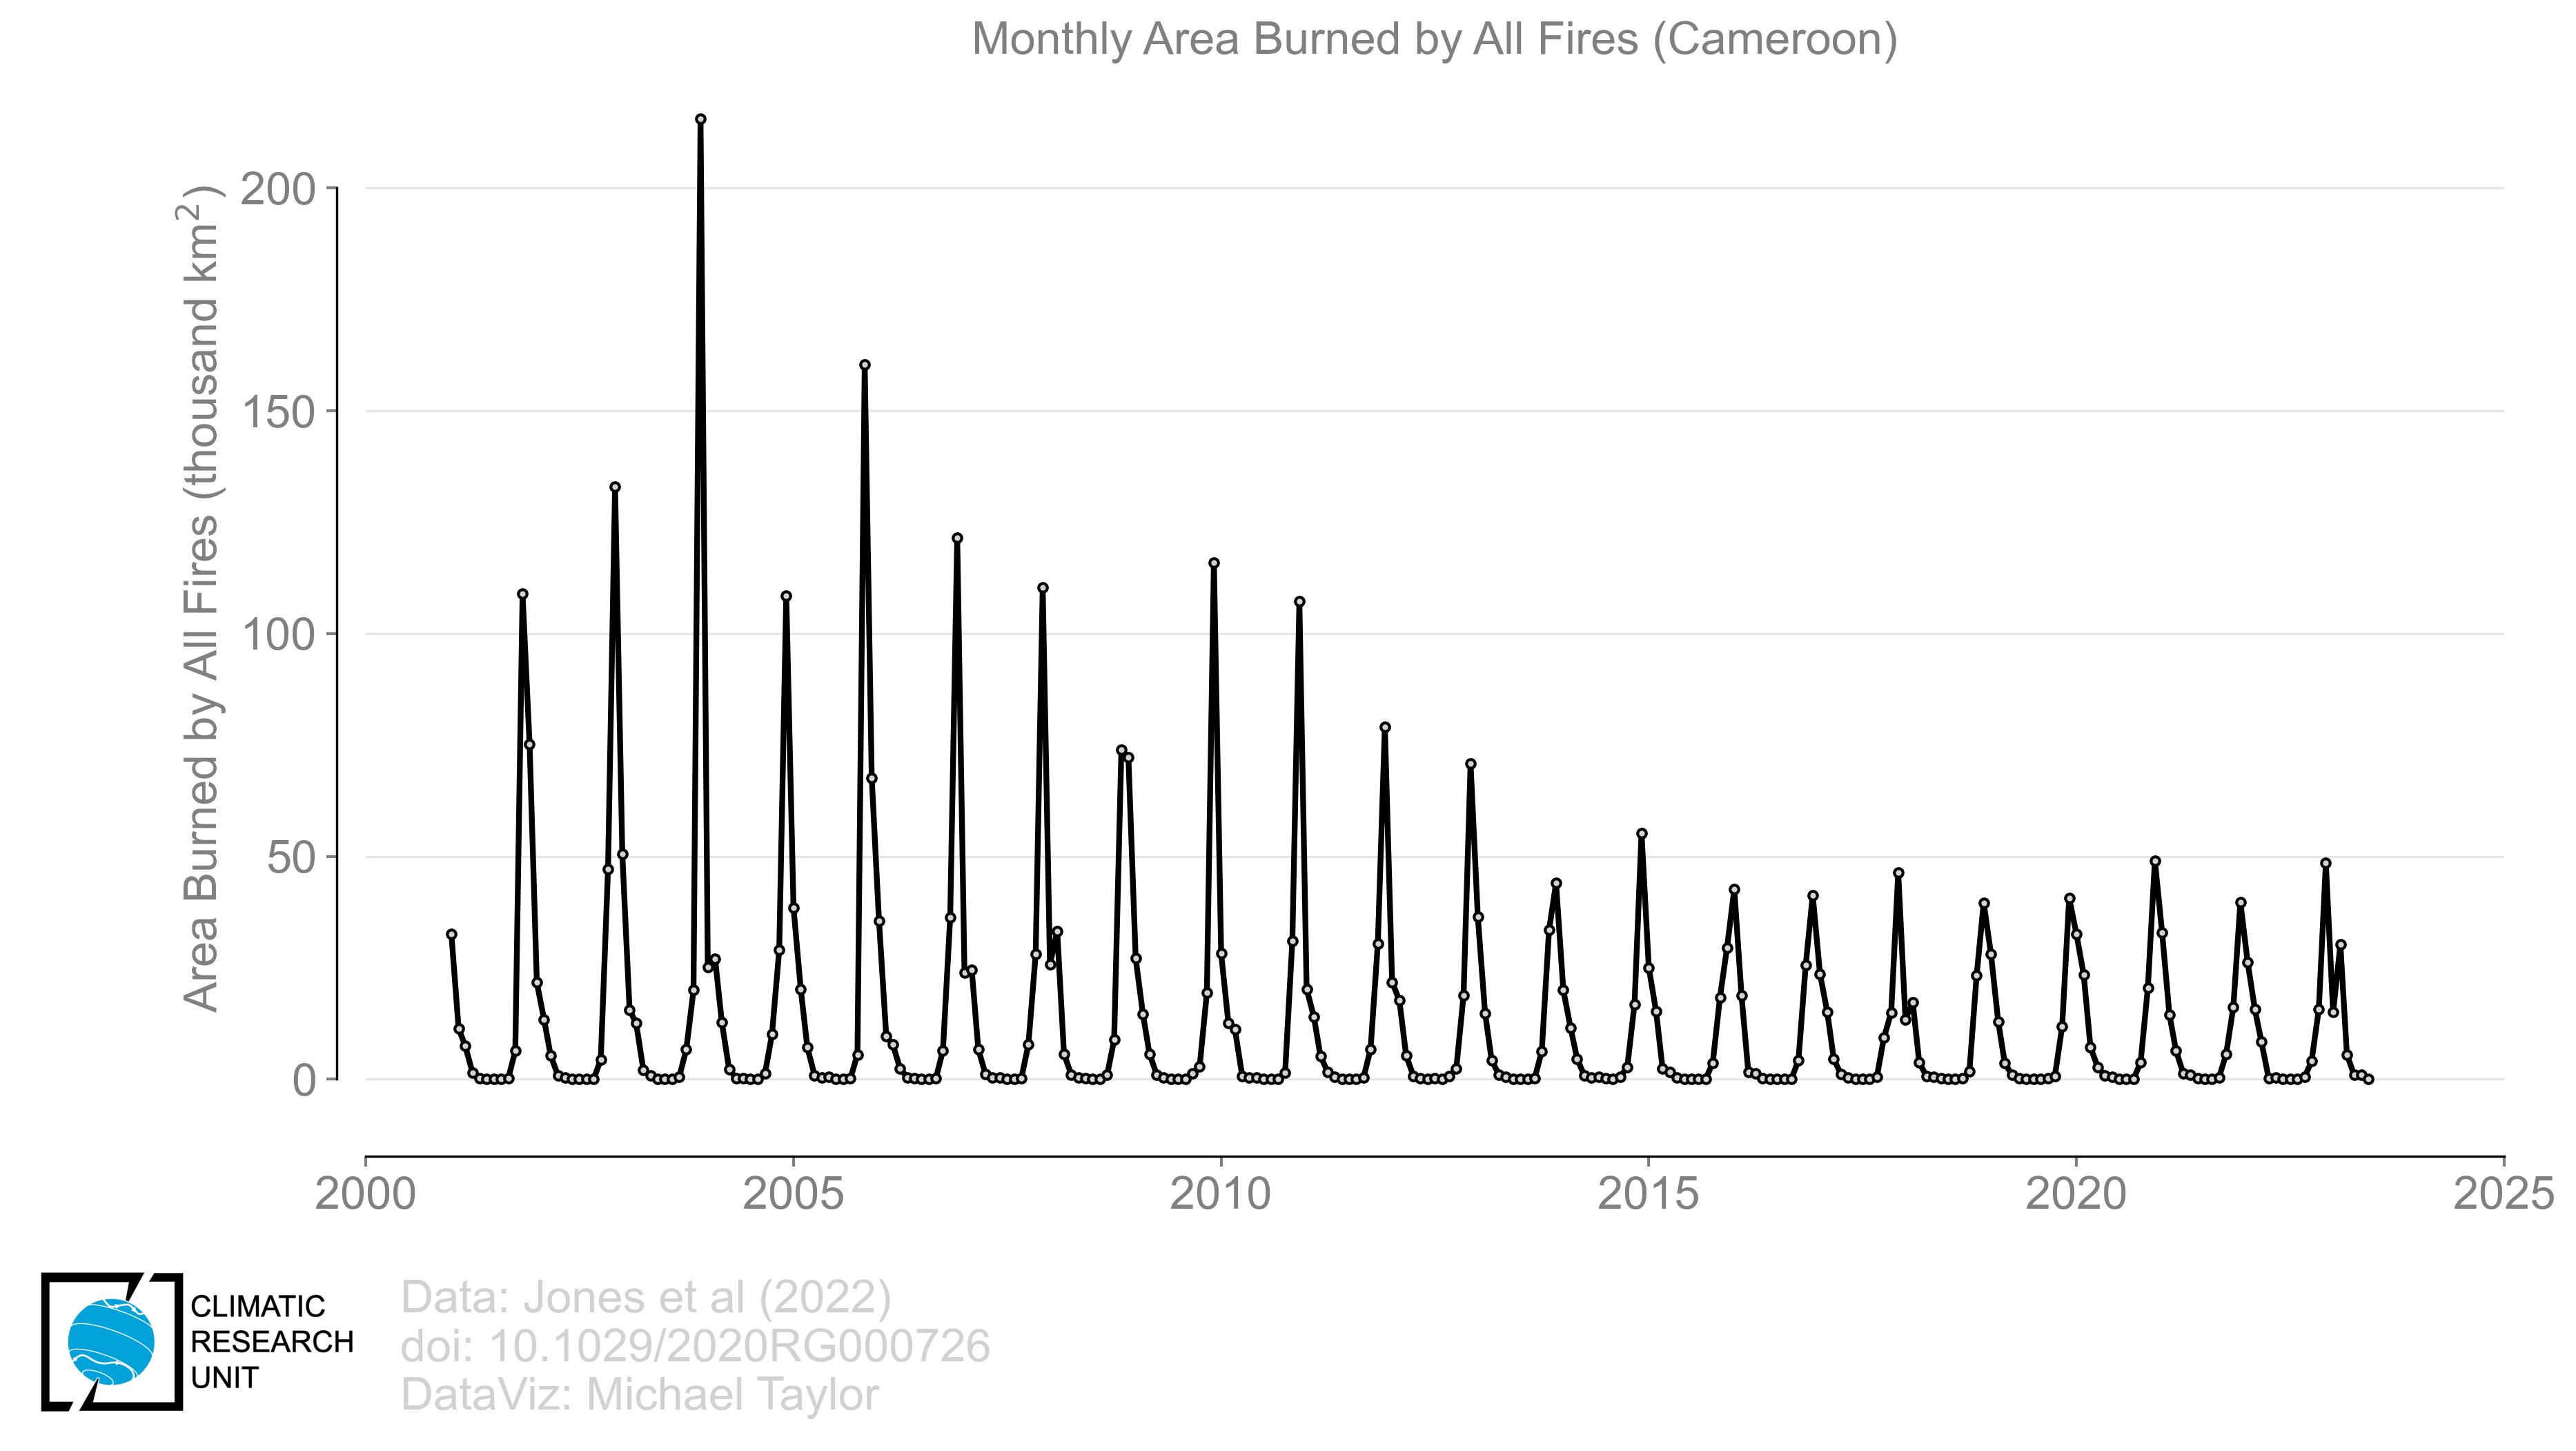 Monthly Area Burned by All Fires (Cameroon)
Area Burned by All Fires (thousand km²)
200
150
100
50
0
2000 2005 2010 2015 2020 2025
CLIMATIC
RESEARCH
UNIT
Data: Jones et al (2022)
doi: 10.1029/2020RG000726
DataViz: Michael Taylor